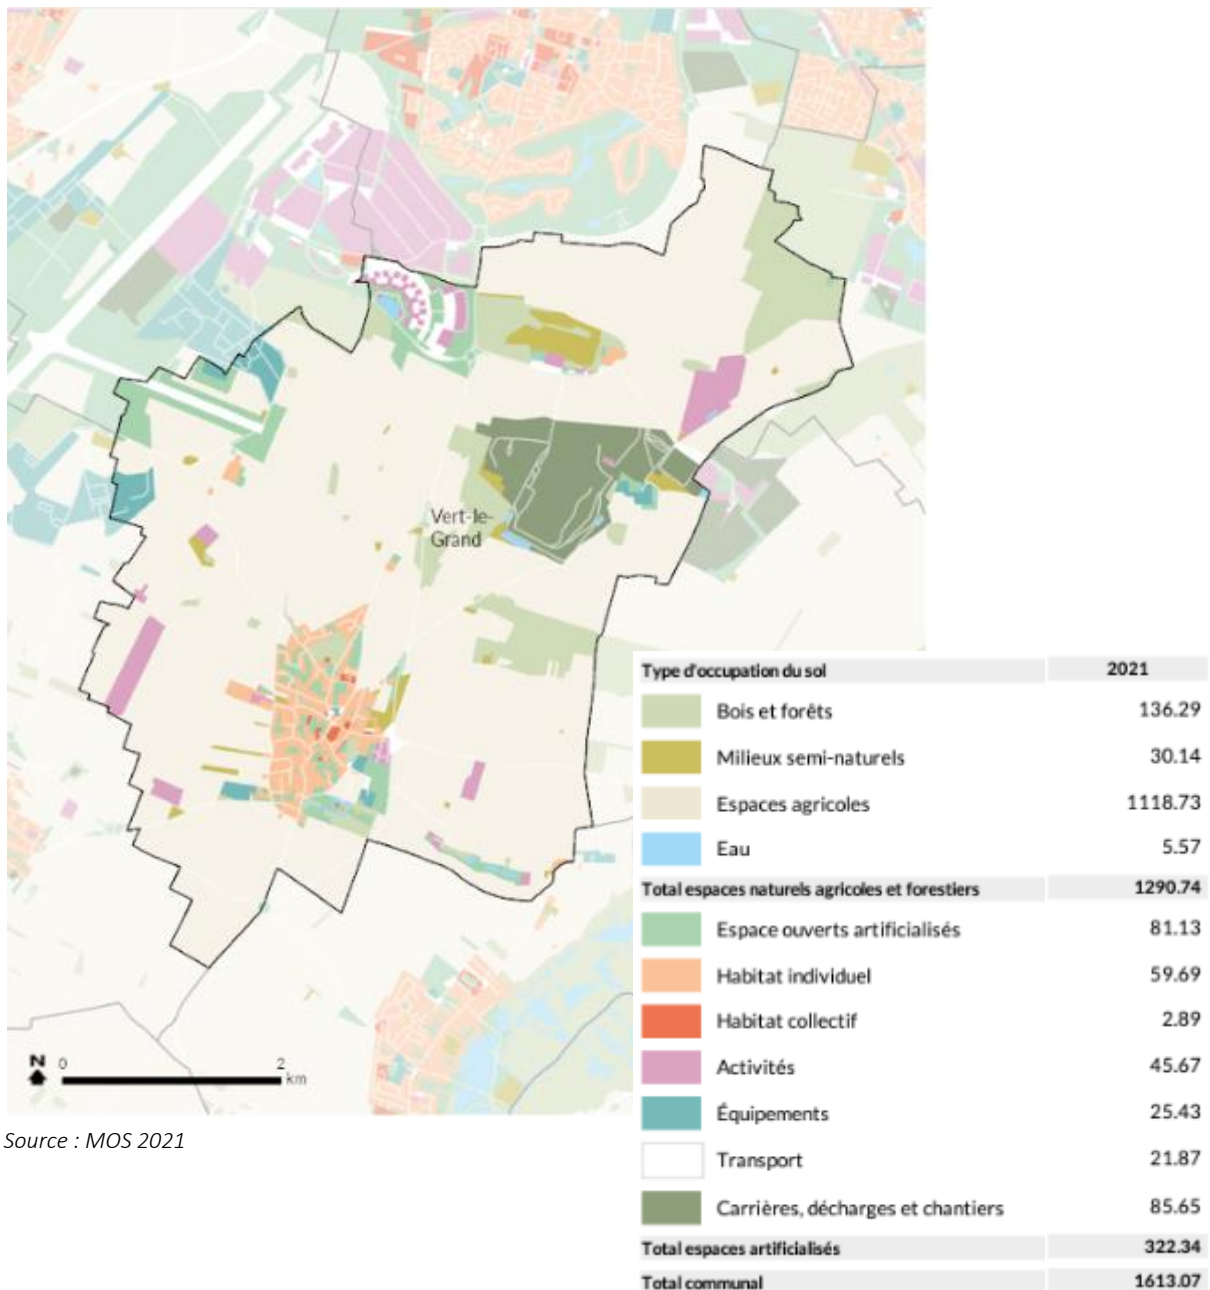 Vert-le-
Grand
N
0
2
km
Source : MOS 2021
Type d'occupation du sol 2021
Bois et forêts 136.29
Milieux semi-naturels 30.14
Espaces agricoles 1118.73
Eau 5.57
Total espaces naturels agricoles et forestiers 1290.74
Espace ouverts artificialisés 81.13
Habitat individuel 59.69
Habitat collectif 2.89
Activités 45.67
Équipements 25.43
Transport 21.87
Carrières, décharges et chantiers 85.65
Total espaces artificialisés 322.34
Total communal 1613.07